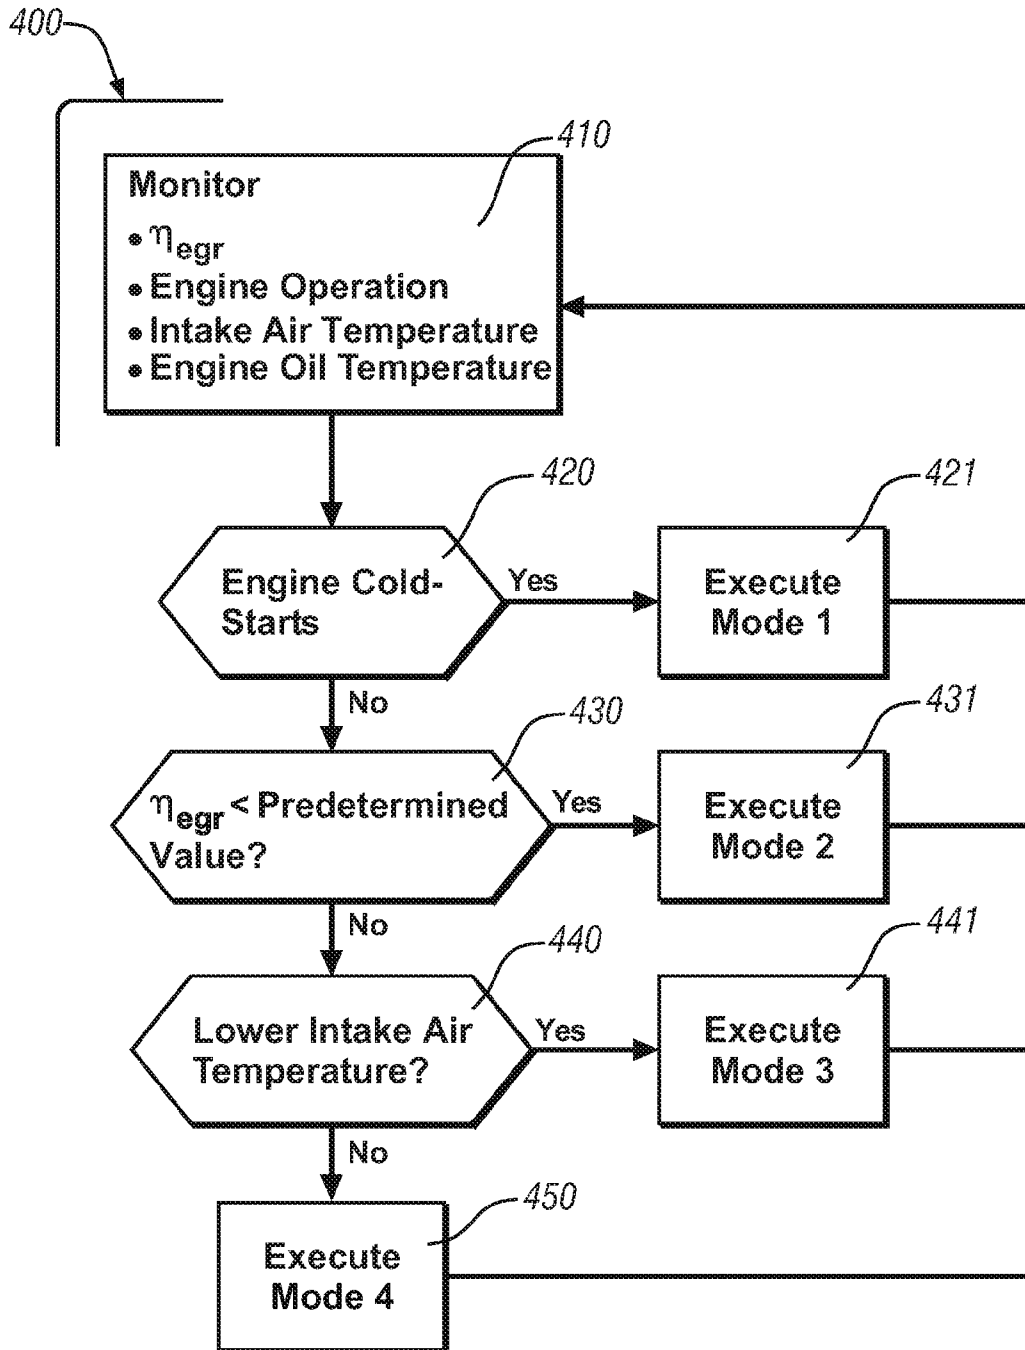 400
410
Monitor
• ηegr
• Engine Operation
• Intake Air Temperature
• Engine Oil Temperature
420
421
Engine Cold-
Starts
Yes
Execute
Mode 1
No
430
431
ηegr < Predetermined
Value?
Yes
Execute
Mode 2
No
440
441
Lower Intake Air
Temperature?
Yes
Execute
Mode 3
No
450
Execute
Mode 4